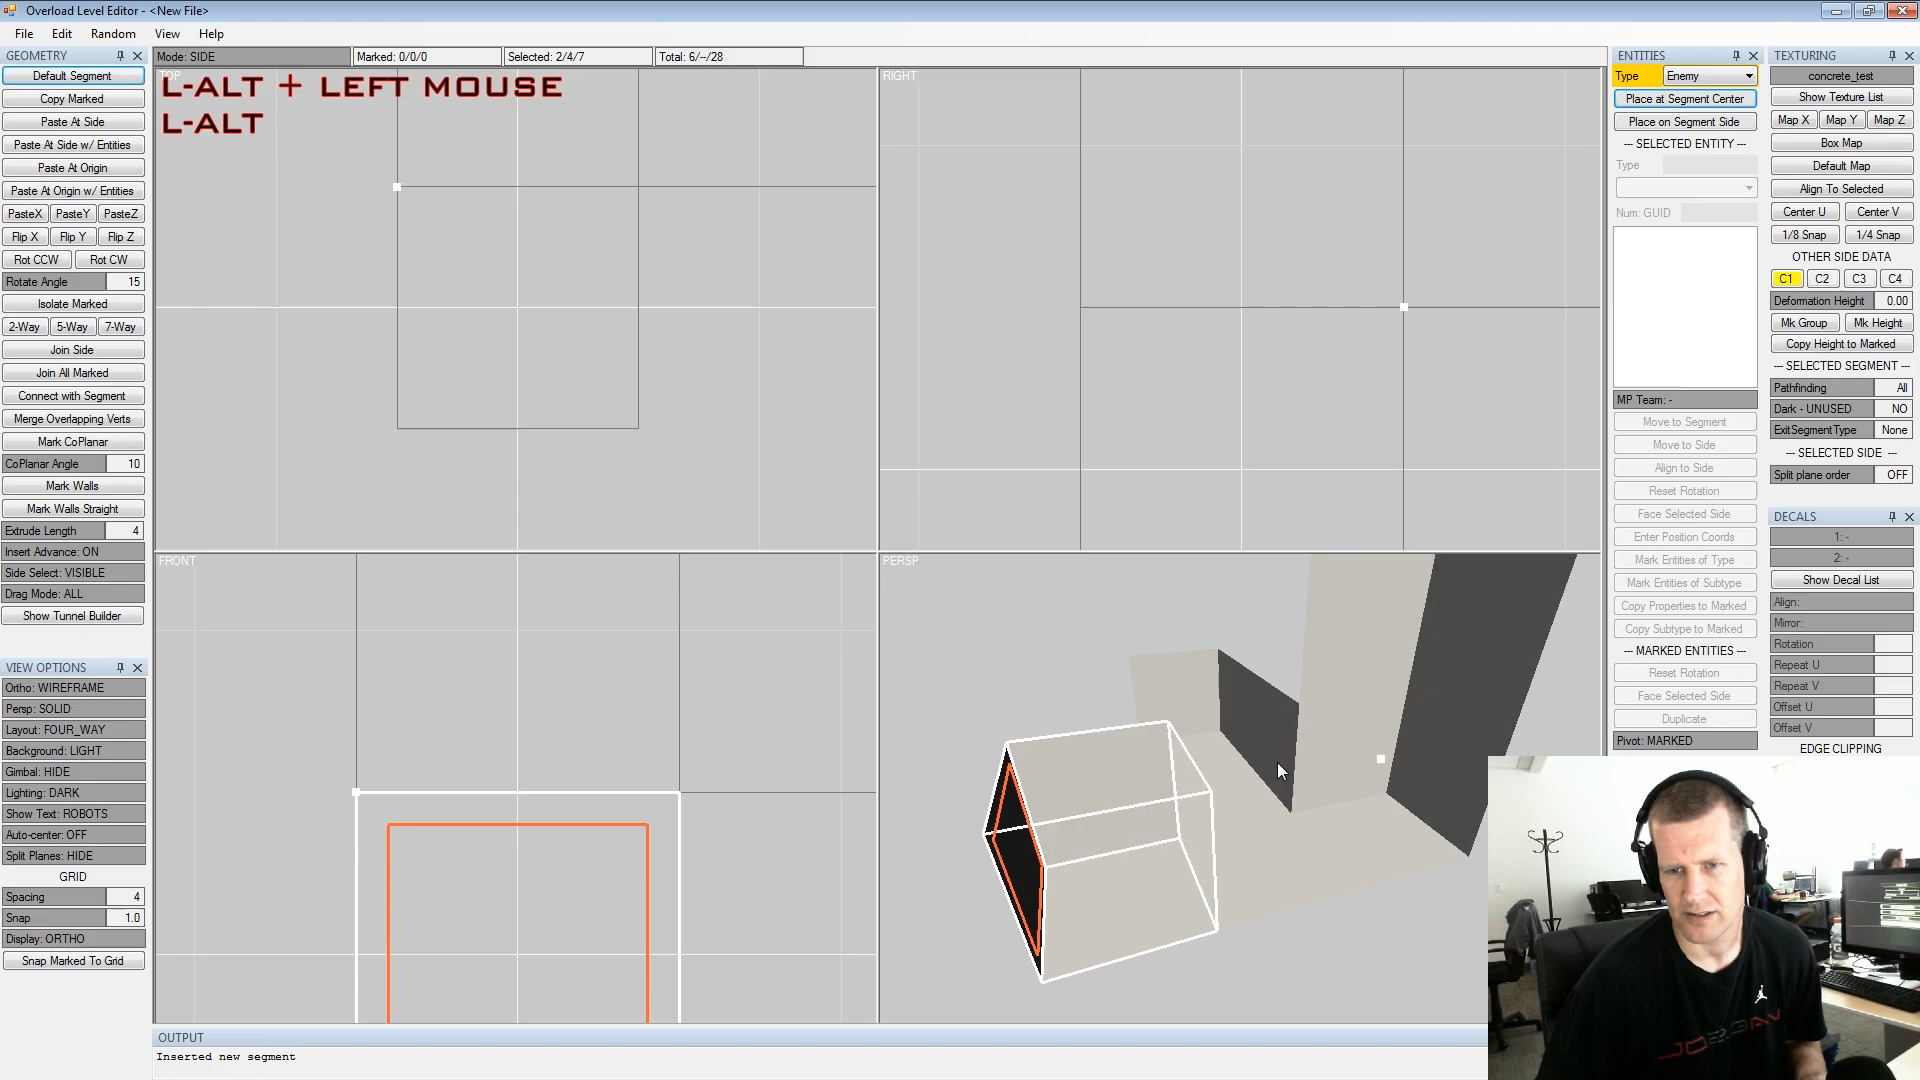 Overload Level Editor - <New File>
File Edit Random View Help
GEOMETRY
Default Segment
Copy Marked
Paste At Side
Paste At Side w/ Entities
Paste At Origin
Paste At Origin w/ Entities
PasteX PasteY PasteZ
Flip X Flip Y Flip Z
Rot CCW Rot CW
Rotate Angle 15
Isolate Marked
2-Way 5-Way 7-Way
Join Side
Join All Marked
Connect with Segment
Merge Overlapping Verts
Mark CoPlanar
CoPlanar Angle 10
Mark Walls
Mark Walls Straight
Extrude Length 4
Insert Advance: ON
Side Select: VISIBLE
Drag Mode: ALL
Show Tunnel Builder
VIEW OPTIONS
Ortho: WIREFRAME
Persp: SOLID
Layout: FOUR_WAY
Background: LIGHT
Gimbal: HIDE
Lighting: DARK
Show Text: ROBOTS
Auto-center: OFF
Split Planes: HIDE
GRID
Spacing 4
Snap 1.0
Display: ORTHO
Snap Marked To Grid
Mode: SIDE Marked: 0/0/0 Selected: 2/4/7 Total: 6/--/28
TOP
L-ALT + LEFT MOUSE
L-ALT
RIGHT
FRONT
PERSP
OUTPUT
Inserted new segment
ENTITIES
Type Enemy
Place at Segment Center
Place on Segment Side
--- SELECTED ENTITY ---
Type
Num: GUID
MP Team: -
Move to Segment
Move to Side
Align to Side
Reset Rotation
Face Selected Side
Enter Position Coords
Mark Entities of Type
Mark Entities of Subtype
Copy Properties to Marked
Copy Subtype to Marked
--- MARKED ENTITIES ---
Reset Rotation
Face Selected Side
Duplicate
Pivot: MARKED
TEXTURING
concrete_test
Show Texture List
Map X Map Y Map Z
Box Map
Default Map
Align To Selected
Center U Center V
1/8 Snap 1/4 Snap
OTHER SIDE DATA
C1 C2 C3 C4
Deformation Height 0.00
Mk Group Mk Height
Copy Height to Marked
--- SELECTED SEGMENT ---
Pathfinding All
Dark - UNUSED NO
ExitSegmentType None
--- SELECTED SIDE ---
Split plane order OFF
DECALS
1: -
2: -
Show Decal List
Align:
Mirror:
Rotation
Repeat U
Repeat V
Offset U
Offset V
EDGE CLIPPING